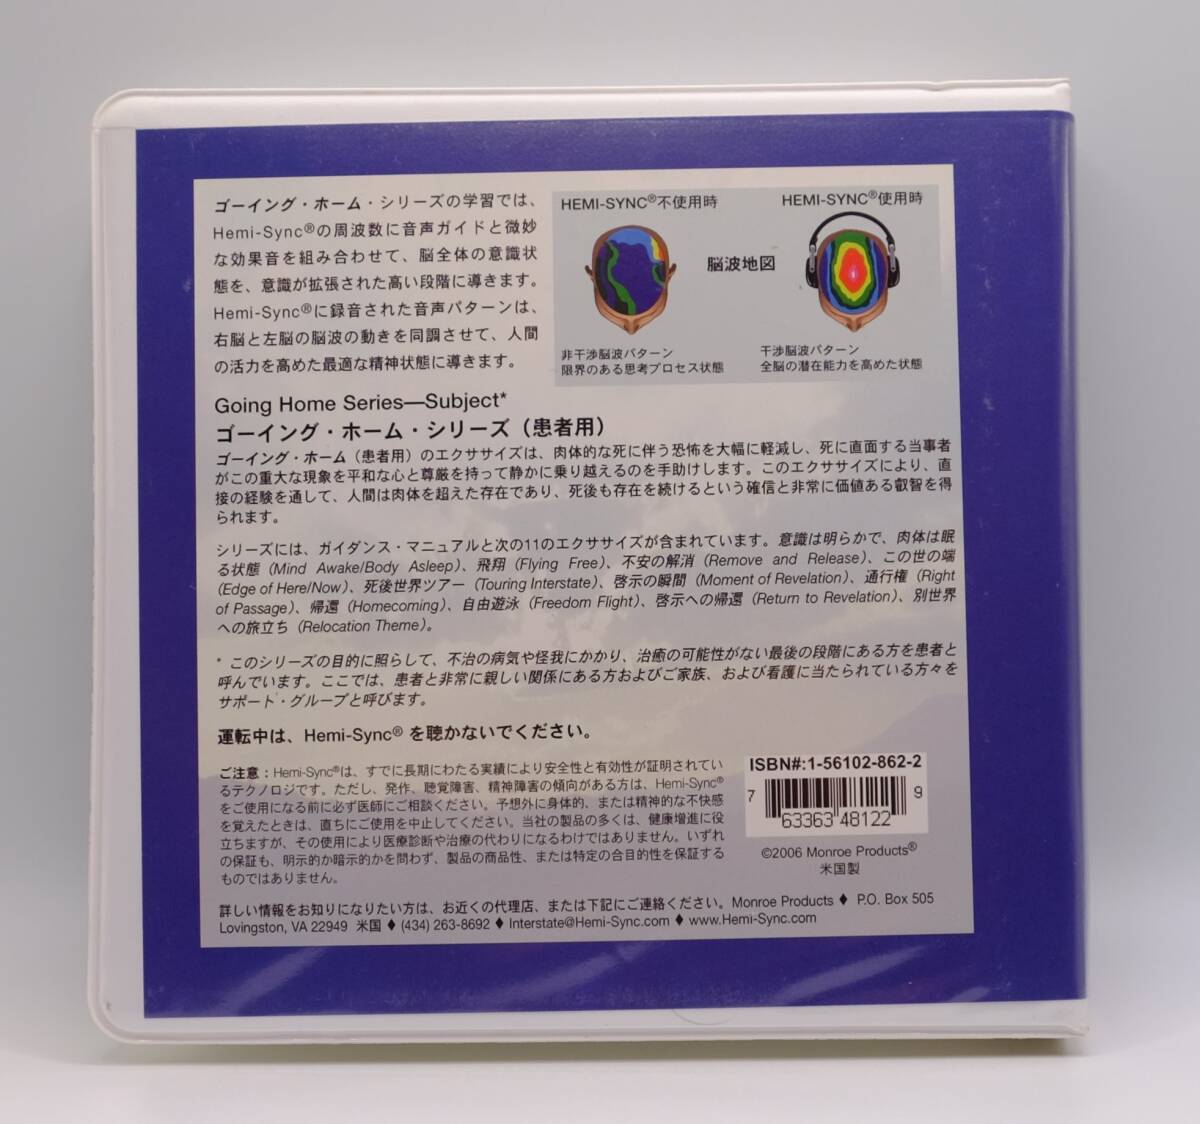 ゴーイング・ホーム・シリーズの学習では、
Hemi-Sync®の周波数に音声ガイドと微妙
な効果音を組み合わせて、脳全体の意識状
態を、意識が拡張された高い段階に導きます。
Hemi-Sync®に録音された音声パターンは、
右脳と左脳の脳波の動きを同調させて、人間
の活力を高めた最適な精神状態に導きます。
HEMI-SYNC®不使用時
HEMI-SYNC®使用時
脳波地図
非干渉脳波パターン
限界のある思考プロセス状態
干渉脳波パターン
全脳の潜在能力を高めた状態
Going Home Series—Subject*
ゴーイング・ホーム・シリーズ（患者用）
ゴーイング・ホーム（患者用）のエクササイズは、肉体的な死に伴う恐怖を大幅に軽減し、死に直面する当事者
がこの重大な現象を平和な心と尊厳を持って静かに乗り越えるのを手助けします。このエクササイズにより、直
接の経験を通して、人間は肉体を超えた存在であり、死後も存在を続けるという確信と非常に価値ある叡智を得
られます。
シリーズには、ガイダンス・マニュアルと次の11のエクササイズが含まれています。意識は明らかで、肉体は眠
る状態（Mind Awake/Body Asleep）、飛翔（Flying Free）、不安の解消（Remove and Release）、この世の端
（Edge of Here/Now）、死後世界ツアー（Touring Interstate）、啓示の瞬間（Moment of Revelation）、通行権（Right
of Passage）、帰還（Homecoming）、自由遊泳（Freedom Flight）、啓示への帰還（Return to Revelation）、別世界
への旅立ち（Relocation Theme）。
* このシリーズの目的に照らして、不治の病気や怪我にかかり、治癒の可能性がない最後の段階にある方を患者と
呼んでいます。ここでは、患者と非常に親しい関係にある方およびご家族、および看護に当たられている方々を
サポート・グループと呼びます。
運転中は、Hemi-Sync® を聴かないでください。
ご注意：Hemi-Sync®は、すでに長期にわたる実績により安全性と有効性が証明されてい
るテクノロジです。ただし、発作、聴覚障害、精神障害の傾向がある方は、Hemi-Sync®
をご使用になる前に必ず医師にご相談ください。予想外に身体的、または精神的な不快感
を覚えたときは、直ちにご使用を中止してください。当社の製品の多くは、健康増進に役
立ちますが、その使用により医療診断や治療の代わりになるわけではありません。いずれ
の保証も、明示的か暗示的かを問わず、製品の商品性、または特定の合目的性を保証する
ものではありません。
ISBN#:1-56102-862-2
7 63363 48122 9
©2006 Monroe Products®
米国製
詳しい情報をお知りになりたい方は、お近くの代理店、または下記にご連絡ください。Monroe Products ♦ P.O. Box 505
Lovingston, VA 22949 米国 ♦ (434) 263-8692 ♦ Interstate@Hemi-Sync.com ♦ www.Hemi-Sync.com